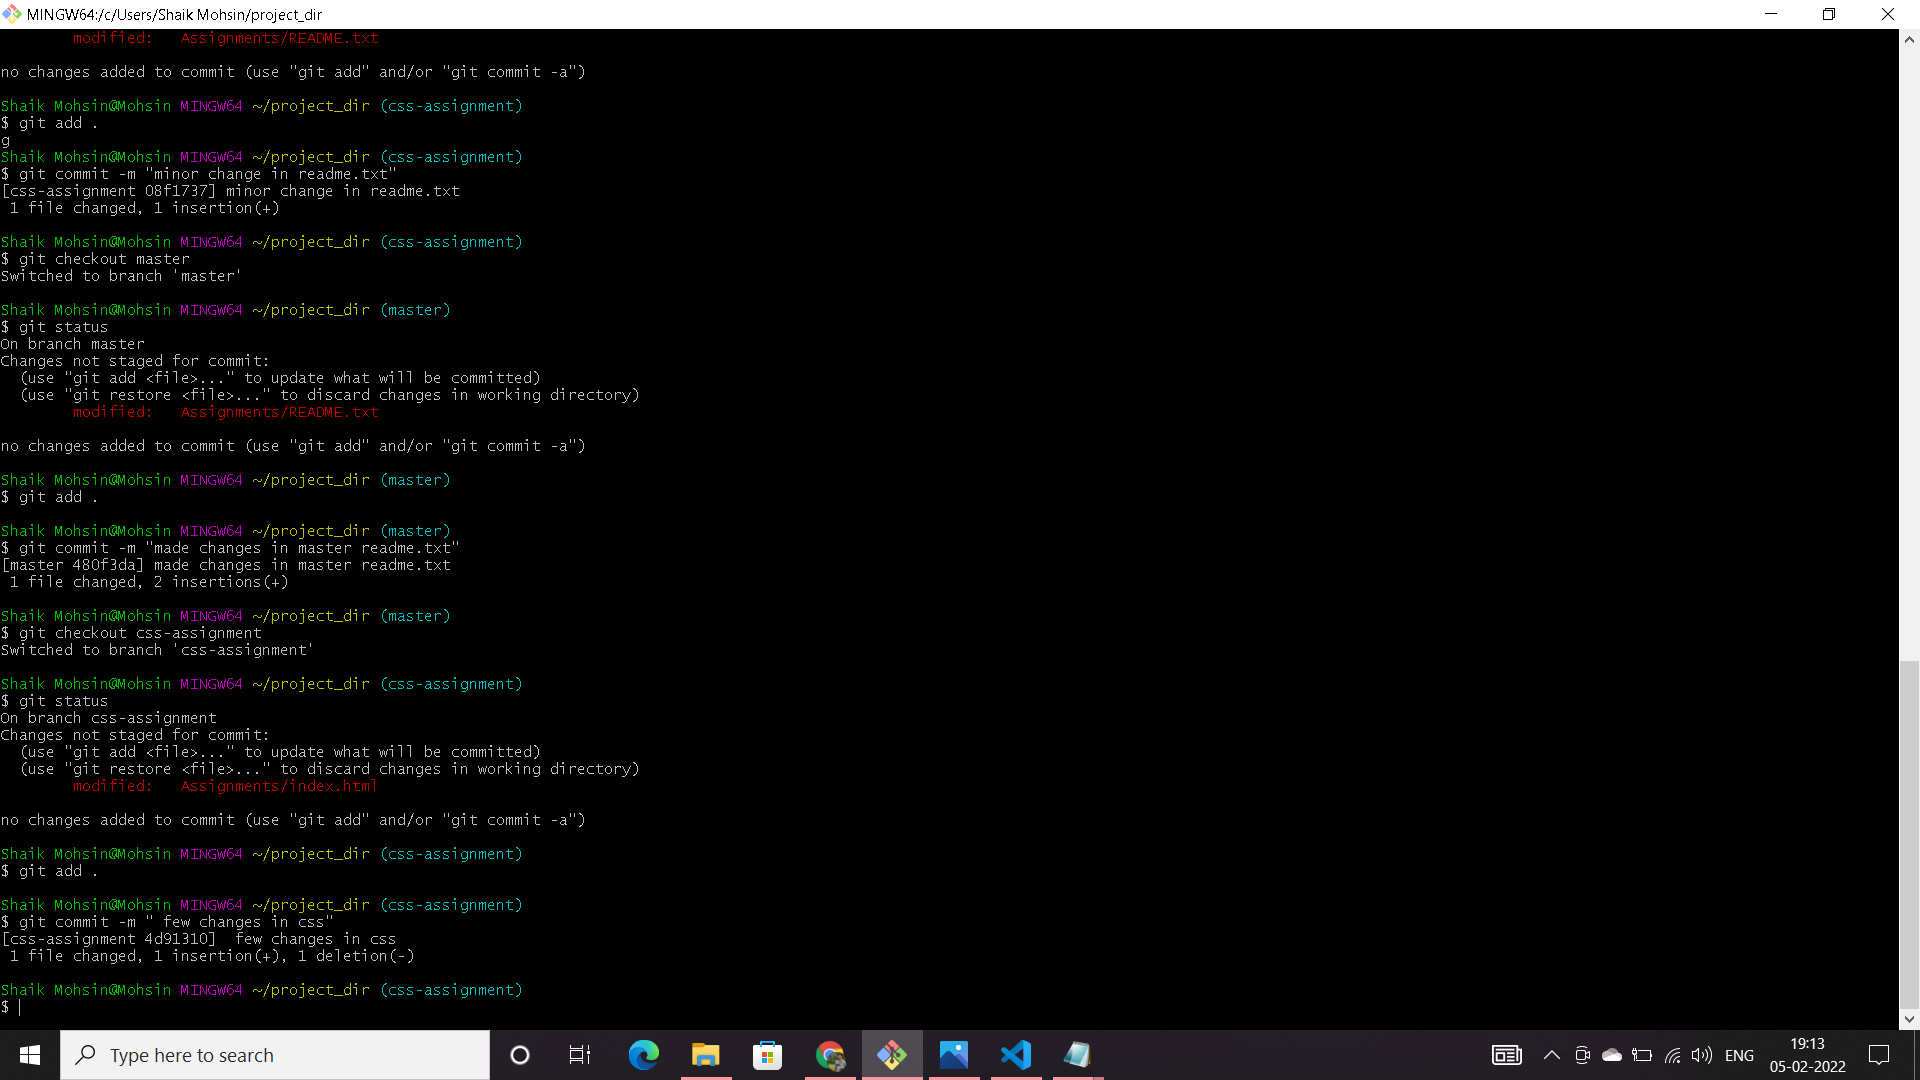 MINGW64:/c/Users/Shaik Mohsin/project_dir
        modified:   Assignments/README.txt
no changes added to commit (use "git add" and/or "git commit -a")
Shaik Mohsin@Mohsin MINGW64 ~/project_dir (css-assignment)
$ git add .
g
Shaik Mohsin@Mohsin MINGW64 ~/project_dir (css-assignment)
$ git commit -m "minor change in readme.txt"
[css-assignment 08f1737] minor change in readme.txt
 1 file changed, 1 insertion(+)
Shaik Mohsin@Mohsin MINGW64 ~/project_dir (css-assignment)
$ git checkout master
Switched to branch 'master'
Shaik Mohsin@Mohsin MINGW64 ~/project_dir (master)
$ git status
On branch master
Changes not staged for commit:
  (use "git add <file>..." to update what will be committed)
  (use "git restore <file>..." to discard changes in working directory)
        modified:   Assignments/README.txt
no changes added to commit (use "git add" and/or "git commit -a")
Shaik Mohsin@Mohsin MINGW64 ~/project_dir (master)
$ git add .
Shaik Mohsin@Mohsin MINGW64 ~/project_dir (master)
$ git commit -m "made changes in master readme.txt"
[master 480f3da] made changes in master readme.txt
 1 file changed, 2 insertions(+)
Shaik Mohsin@Mohsin MINGW64 ~/project_dir (master)
$ git checkout css-assignment
Switched to branch 'css-assignment'
Shaik Mohsin@Mohsin MINGW64 ~/project_dir (css-assignment)
$ git status
On branch css-assignment
Changes not staged for commit:
  (use "git add <file>..." to update what will be committed)
  (use "git restore <file>..." to discard changes in working directory)
        modified:   Assignments/index.html
no changes added to commit (use "git add" and/or "git commit -a")
Shaik Mohsin@Mohsin MINGW64 ~/project_dir (css-assignment)
$ git add .
Shaik Mohsin@Mohsin MINGW64 ~/project_dir (css-assignment)
$ git commit -m " few changes in css"
[css-assignment 4d91310]  few changes in css
 1 file changed, 1 insertion(+), 1 deletion(-)
Shaik Mohsin@Mohsin MINGW64 ~/project_dir (css-assignment)
$
Type here to search
ENG
19:13
05-02-2022